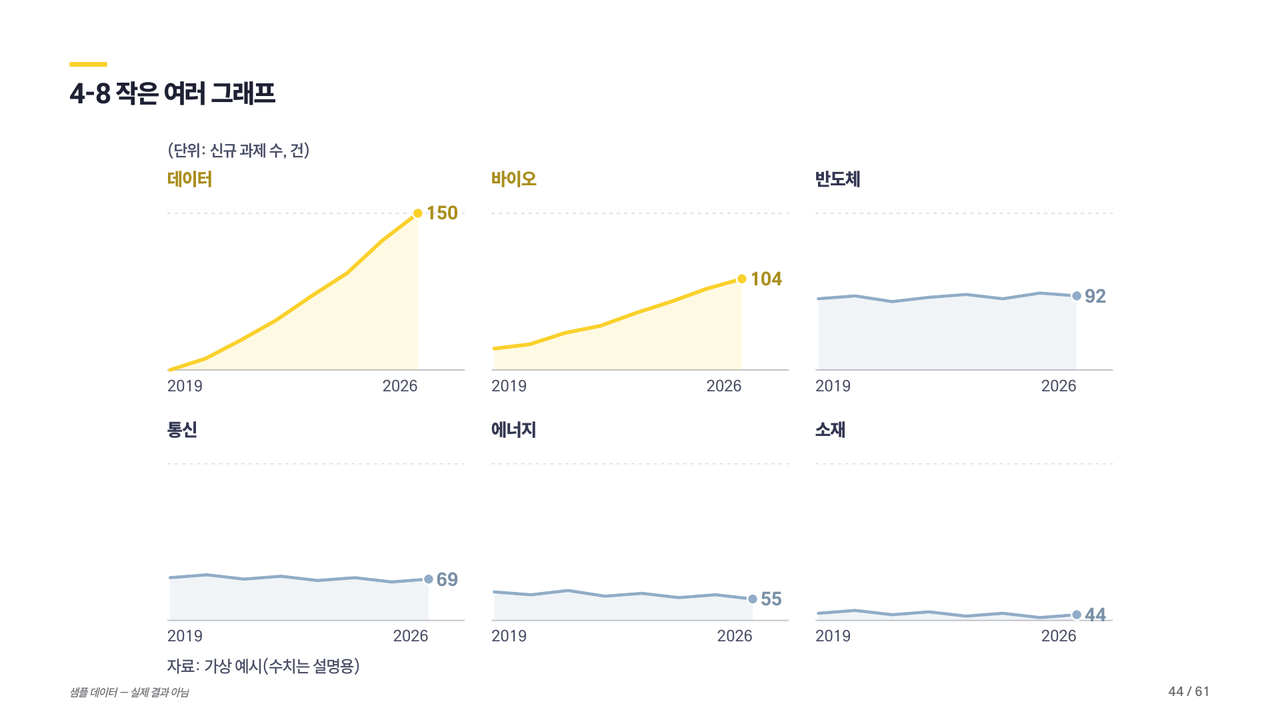 4-8 작은 여러 그래프
(단위: 신규 과제 수, 건)
데이터
150
2019 2026
바이오
104
2019 2026
반도체
92
2019 2026
통신
69
2019 2026
에너지
55
2019 2026
소재
44
2019 2026
자료: 가상 예시(수치는 설명용)
샘플 데이터 — 실제 결과 아님
44 / 61